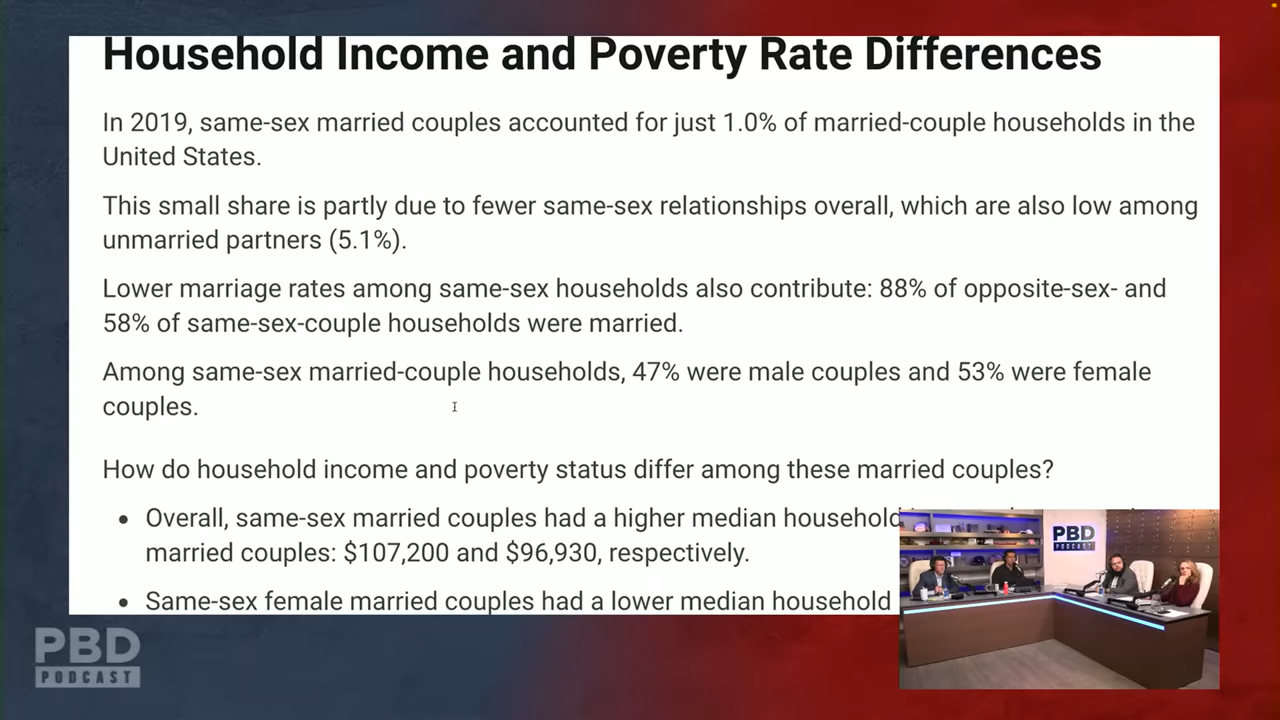 Household Income and Poverty Rate Differences
In 2019, same-sex married couples accounted for just 1.0% of married-couple households in the
United States.
This small share is partly due to fewer same-sex relationships overall, which are also low among
unmarried partners (5.1%).
Lower marriage rates among same-sex households also contribute: 88% of opposite-sex- and
58% of same-sex-couple households were married.
Among same-sex married-couple households, 47% were male couples and 53% were female
couples.
How do household income and poverty status differ among these married couples?
• Overall, same-sex married couples had a higher median household
married couples: $107,200 and $96,930, respectively.
• Same-sex female married couples had a lower median household
PBD
PODCAST
PBD
PODCAST